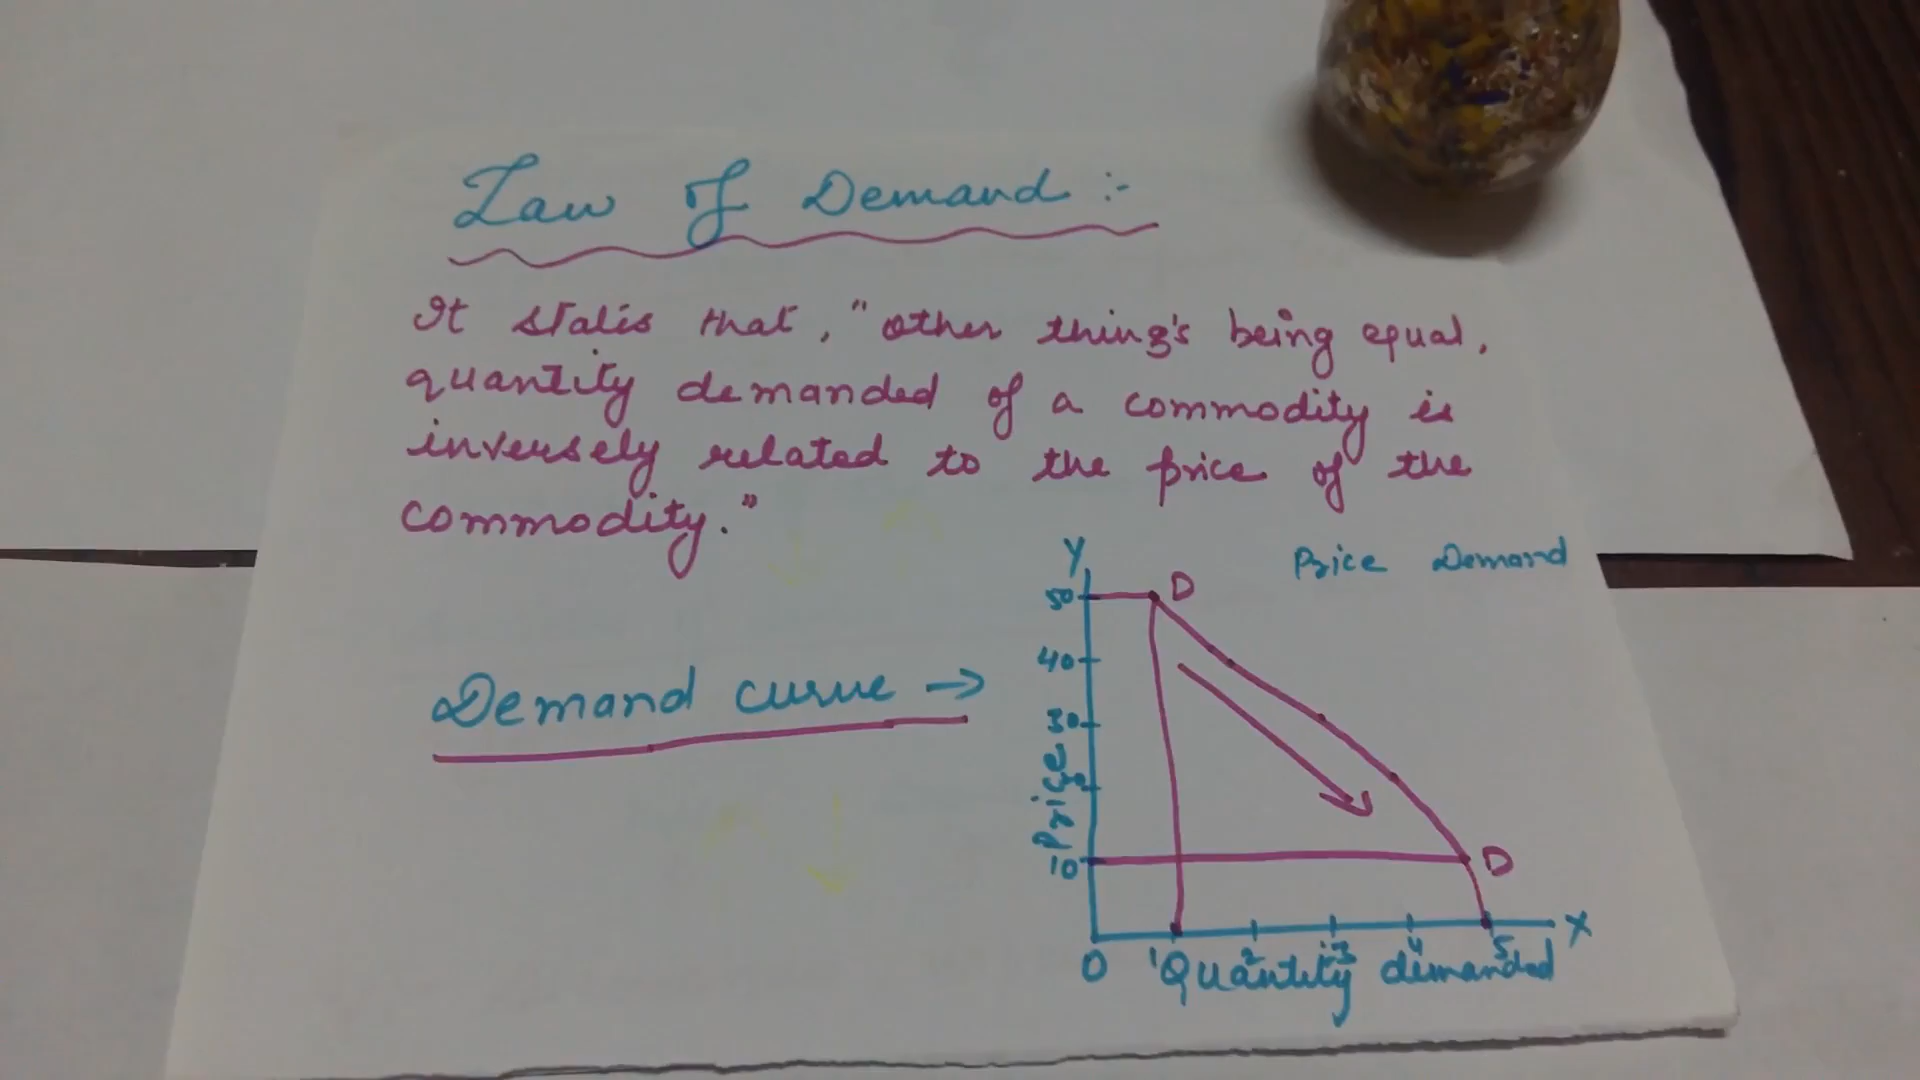 Law of Demand :-
It states that, "other thing's being equal,
quantity demanded of a commodity is
inversely related to the price of the
commodity."
Price Demand
Demand curve →
Y
50
D
40
30
Price
10
D
X
0 1 2 3 4 5
Quantity demanded